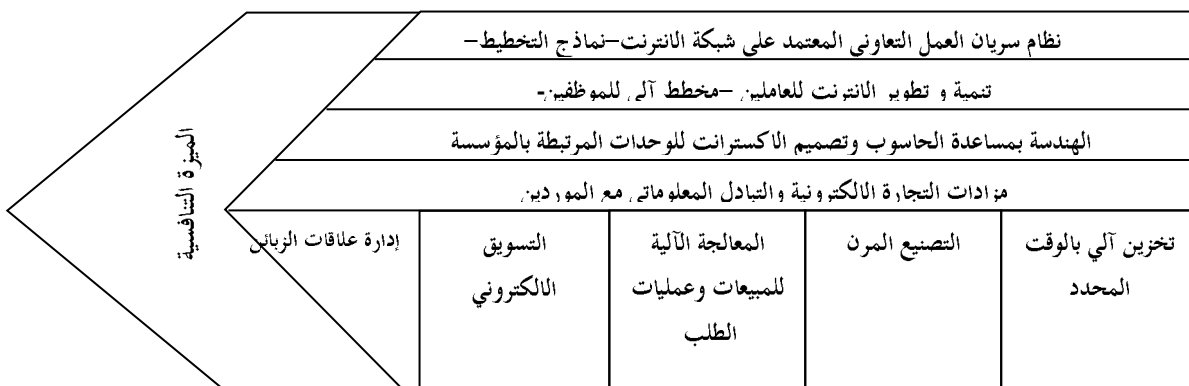 نظام سريان العمل التعاوني المعتمد على شبكة الانترنت–نماذج التخطيط–
تنمية و تطوير الانترنت للعاملين –مخطط آلي للموظفين-
الهندسة بمساعدة الحاسوب وتصميم الاكسترانت للوحدات المرتبطة بالمؤسسة
مزادات التجارة الالكترونية والتبادل المعلوماتي مع الموردين
تخزين آلي بالوقت
المحدد
التصنيع المرن
المعالجة الآلية
للمبيعات وعمليات
الطلب
التسويق
الالكتروني
إدارة علاقات الزبائن
الميزة التنافسية